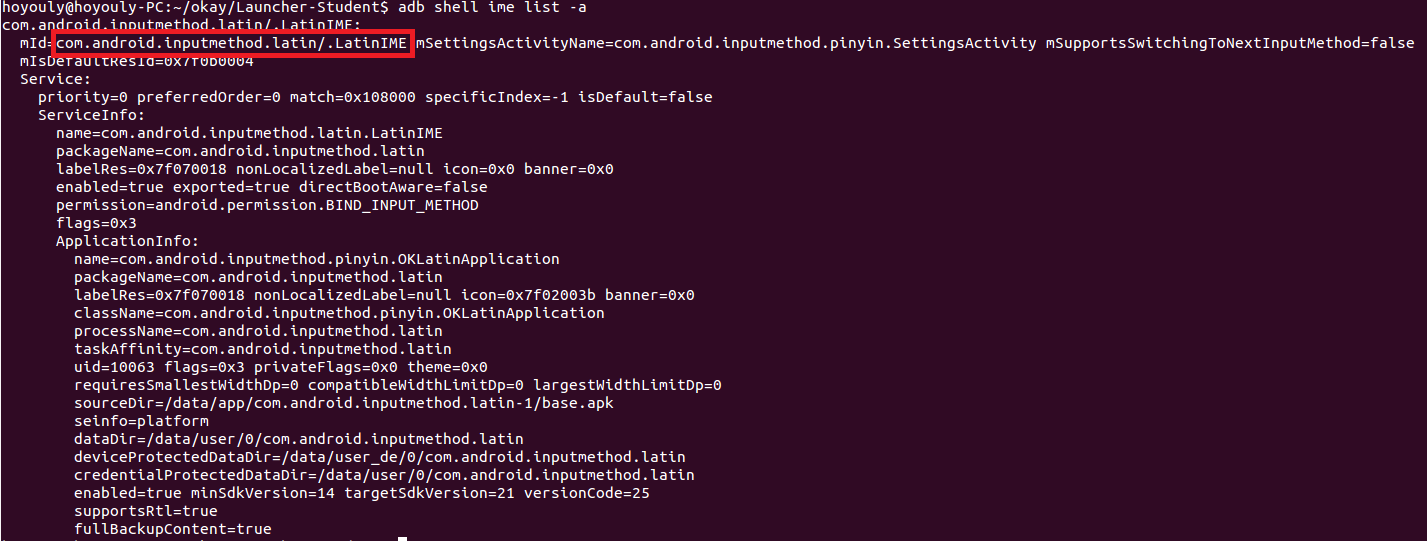 hoyouly@hoyouly-PC:~/okay/Launcher-Student$ adb shell ime list -a
com.android.inputmethod.latin/.LatinIME:
mId=com.android.inputmethod.latin/.LatinIME mSettingsActivityName=com.android.inputmethod.pinyin.SettingsActivity mSupportsSwitchingToNextInputMethod=false
mIsDefaultResId=0x7f0b0004
Service:
priority=0 preferredOrder=0 match=0x108000 specificIndex=-1 isDefault=false
ServiceInfo:
name=com.android.inputmethod.latin.LatinIME
packageName=com.android.inputmethod.latin
labelRes=0x7f070018 nonLocalizedLabel=null icon=0x0 banner=0x0
enabled=true exported=true directBootAware=false
permission=android.permission.BIND_INPUT_METHOD
flags=0x3
ApplicationInfo:
name=com.android.inputmethod.pinyin.OKLatinApplication
packageName=com.android.inputmethod.latin
labelRes=0x7f070018 nonLocalizedLabel=null icon=0x7f02003b banner=0x0
className=com.android.inputmethod.pinyin.OKLatinApplication
processName=com.android.inputmethod.latin
taskAffinity=com.android.inputmethod.latin
uid=10063 flags=0x3 privateFlags=0x0 theme=0x0
requiresSmallestWidthDp=0 compatibleWidthLimitDp=0 largestWidthLimitDp=0
sourceDir=/data/app/com.android.inputmethod.latin-1/base.apk
seinfo=platform
dataDir=/data/user/0/com.android.inputmethod.latin
deviceProtectedDataDir=/data/user_de/0/com.android.inputmethod.latin
credentialProtectedDataDir=/data/user/0/com.android.inputmethod.latin
enabled=true minSdkVersion=14 targetSdkVersion=21 versionCode=25
supportsRtl=true
fullBackupContent=true